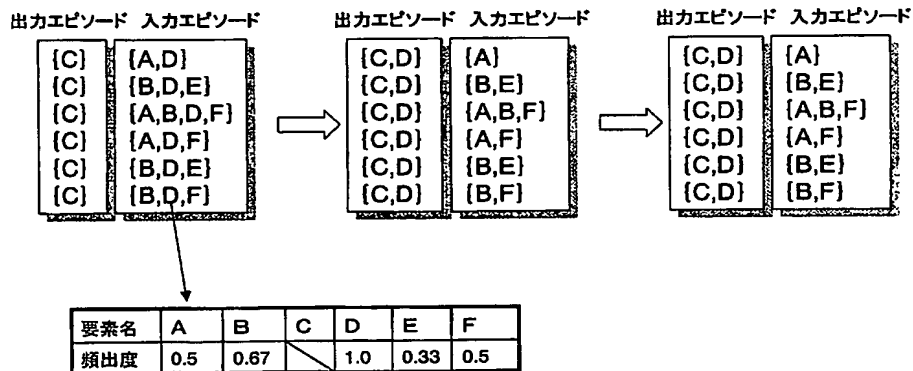 出力エピソード 入力エピソード 出力エピソード 入力エピソード 出力エピソード 入力エピソード
{C} {A,D} {C,D} {A} {C,D} {A}
{C} {B,D,E} {C,D} {B,E} {C,D} {B,E}
{C} {A,B,D,F} {C,D} {A,B,F} {C,D} {A,B,F}
{C} {A,D,F} {C,D} {A,F} {C,D} {A,F}
{C} {B,D,E} {C,D} {B,E} {C,D} {B,E}
{C} {B,D,F} {C,D} {B,F} {C,D} {B,F}
要素名 A B C D E F
頻出度 0.5 0.67 1.0 0.33 0.5